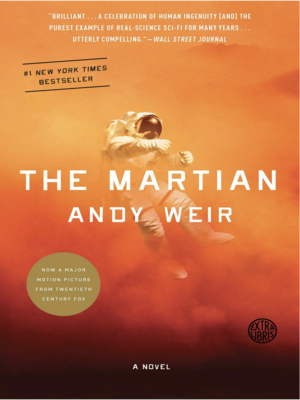 "BRILLIANT . . . A CELEBRATION OF HUMAN INGENUITY [AND] THE
PUREST EXAMPLE OF REAL-SCIENCE SCI-FI FOR MANY YEARS . . .
UTTERLY COMPELLING."—WALL STREET JOURNAL
#1 NEW YORK TIMES
BESTSELLER
THE MARTIAN
ANDY WEIR
NOW A MAJOR
MOTION PICTURE
FROM TWENTIETH
CENTURY FOX
EXTRA
LIBRIS
A NOVEL